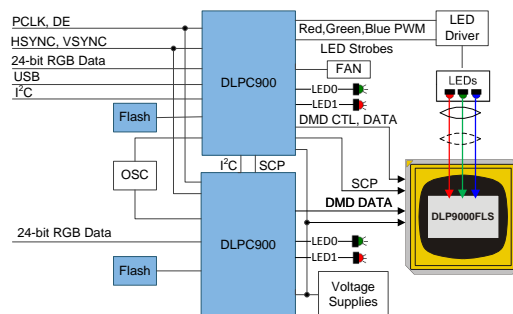 PCLK, DE
HSYNC, VSYNC
24-bit RGB Data
USB
I²C
Flash
OSC
DLPC900
Red,Green,Blue PWM
LED Strobes
FAN
LED0
LED1
DMD CTL, DATA
LED Driver
LEDs
I²C
SCP
SCP
DMD DATA
DLP9000FLS
24-bit RGB Data
Flash
DLPC900
LED0
LED1
Voltage
Supplies